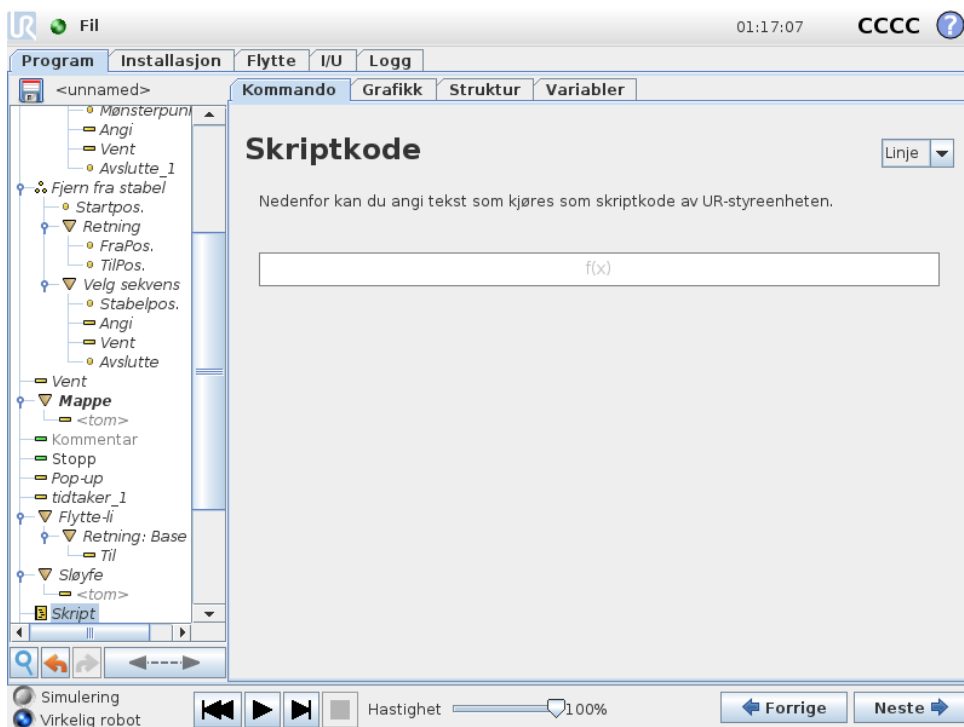 UR Fil 01:17:07 CCCC ?
Program Installasjon Flytte I/U Logg
<unnamed> Kommando Grafikk Struktur Variabler
Mønsterpun
Angi
Vent
Avslutte_1
Fjern fra stabel
Startpos.
Retning
FraPos.
TilPos.
Velg sekvens
Stabelpos.
Angi
Vent
Avslutte
Vent
Mappe
<tom>
Kommentar
Stopp
Pop-up
tidtaker_1
Flytte-li
Retning: Base
Til
Sløyfe
<tom>
Skript
Skriptkode
Linje
Nedenfor kan du angi tekst som kjøres som skriptkode av UR-styreenheten.
f(x)
Simulering
Virkelig robot
Hastighet 100%
Forrige Neste